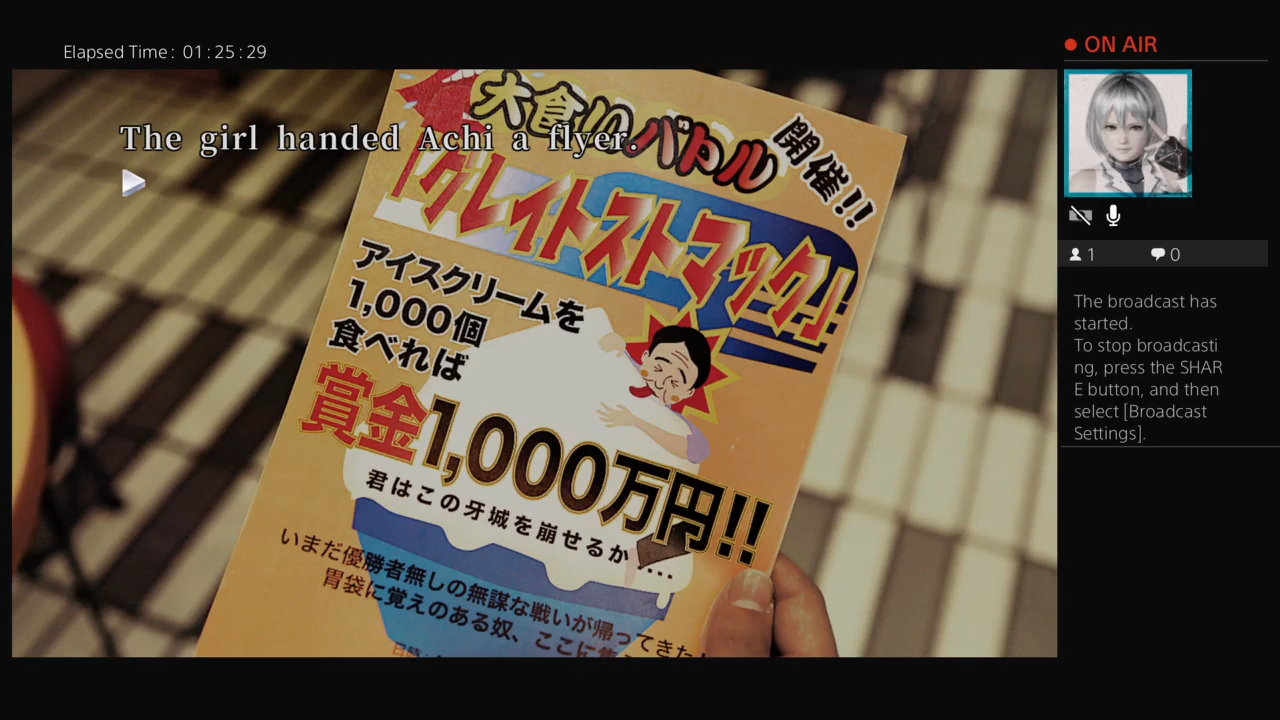 Elapsed Time: 01:25:29
ON AIR
The girl handed Achi a flyer.
大食いバトル
開催!!
「グレイトストマック」
アイスクリームを
1,000個
食べれば
賞金1,000万円!!
君はこの牙城を崩せるか…
いまだ優勝者無しの無謀な戦いが帰ってきた!
胃袋に覚えのある奴、ここに集
1
0
The broadcast has
started.
To stop broadcasti
ng, press the SHAR
E button, and then
select [Broadcast
Settings].